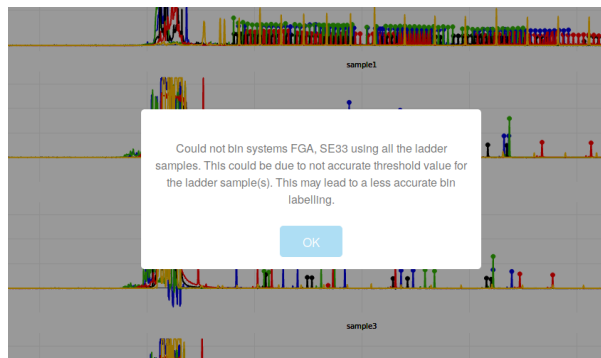 sample1
Could not bin systems FGA, SE33 using all the ladder
samples. This could be due to not accurate threshold value for
the ladder sample(s). This may lead to a less accurate bin
labelling.
OK
sample3